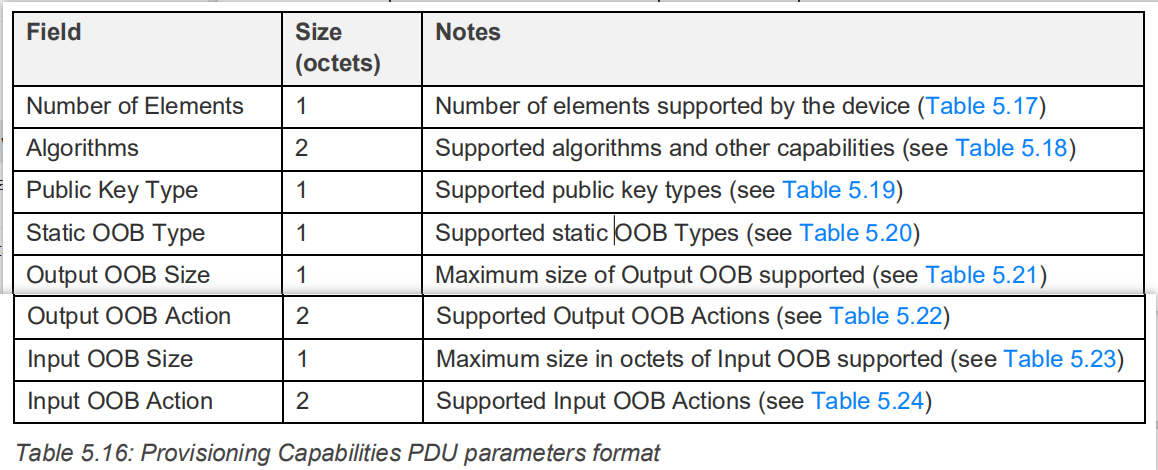 Field Size Notes
(octets)
Number of Elements 1 Number of elements supported by the device (Table 5.17)
Algorithms 2 Supported algorithms and other capabilities (see Table 5.18)
Public Key Type 1 Supported public key types (see Table 5.19)
Static OOB Type 1 Supported static OOB Types (see Table 5.20)
Output OOB Size 1 Maximum size of Output OOB supported (see Table 5.21)
Output OOB Action 2 Supported Output OOB Actions (see Table 5.22)
Input OOB Size 1 Maximum size in octets of Input OOB supported (see Table 5.23)
Input OOB Action 2 Supported Input OOB Actions (see Table 5.24)
Table 5.16: Provisioning Capabilities PDU parameters format